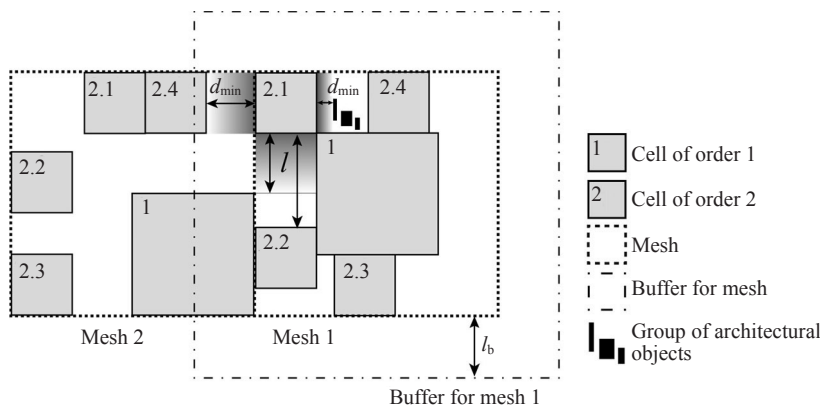 2.1
2.4
d_min
2.1
d_min
2.4
1
2.2
l
1
2.2
2.3
2.3
Mesh 2
Mesh 1
l_b
Buffer for mesh 1
1
Cell of order 1
2
Cell of order 2
Mesh
Buffer for mesh
Group of architectural
objects